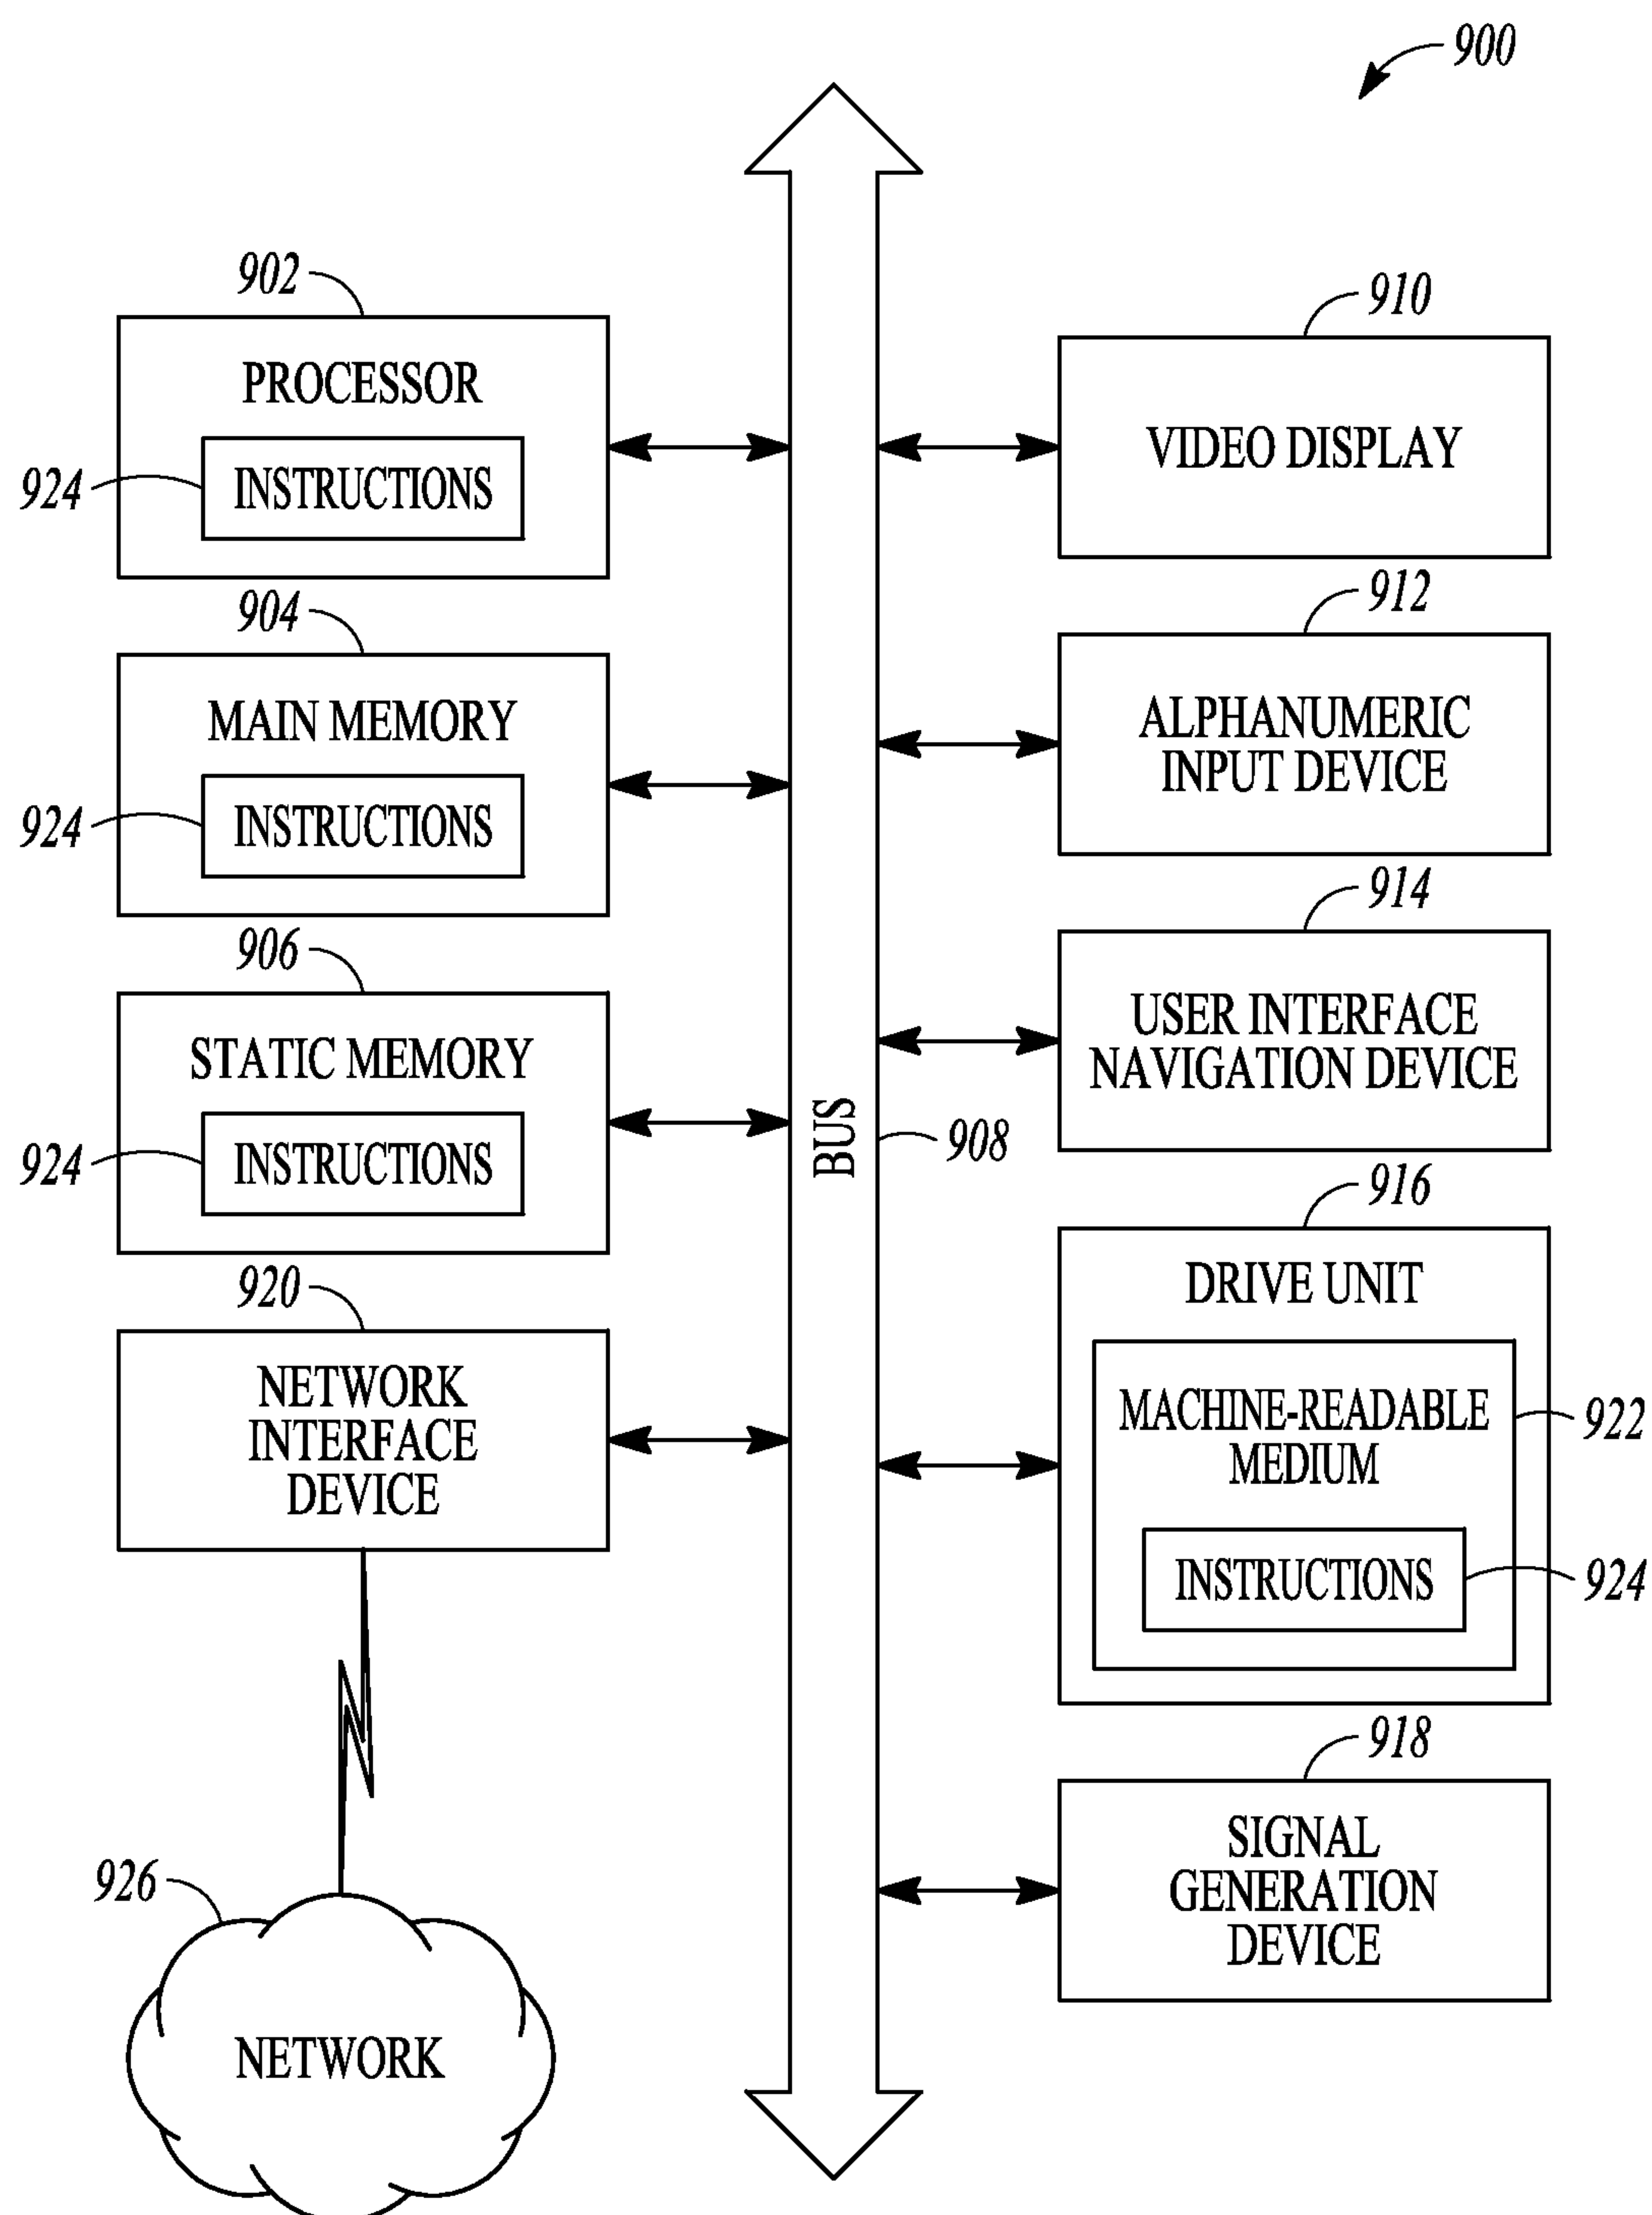 900
902
PROCESSOR
924
INSTRUCTIONS
904
MAIN MEMORY
924
INSTRUCTIONS
906
STATIC MEMORY
924
INSTRUCTIONS
920
NETWORK
INTERFACE
DEVICE
926
NETWORK
BUS
908
910
VIDEO DISPLAY
912
ALPHANUMERIC
INPUT DEVICE
914
USER INTERFACE
NAVIGATION DEVICE
916
DRIVE UNIT
MACHINE-READABLE
MEDIUM
922
INSTRUCTIONS
924
918
SIGNAL
GENERATION
DEVICE